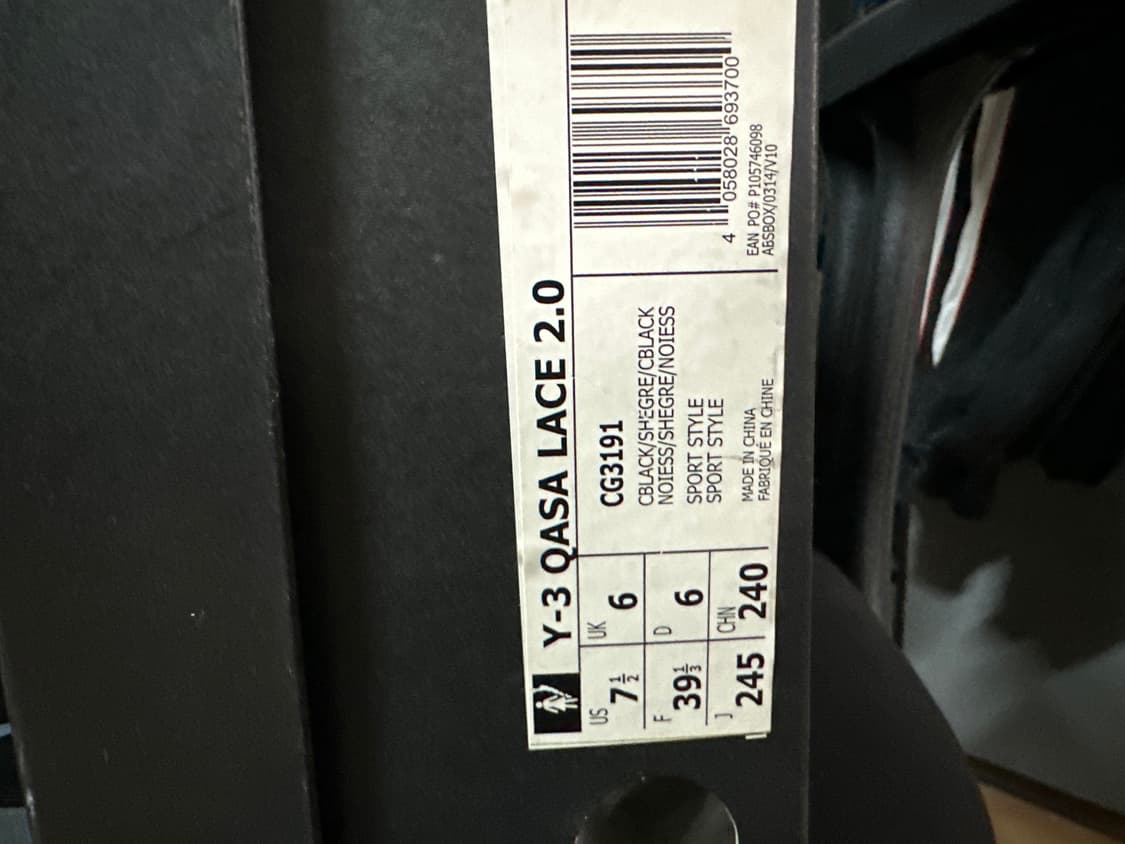 Y-3 QASA LACE 2.0
US 7½ UK 6
F 39⅓ D 6
J 245 CHN 240
CG3191
CBLACK/SHEGRE/CBLACK
NOIESS/SHEGRE/NOIESS
SPORT STYLE
SPORT STYLE
MADE IN CHINA
FABRIQUÉ EN CHINE
4 058028 693700
EAN PO# P105746098
ABSBOX/0314/V10